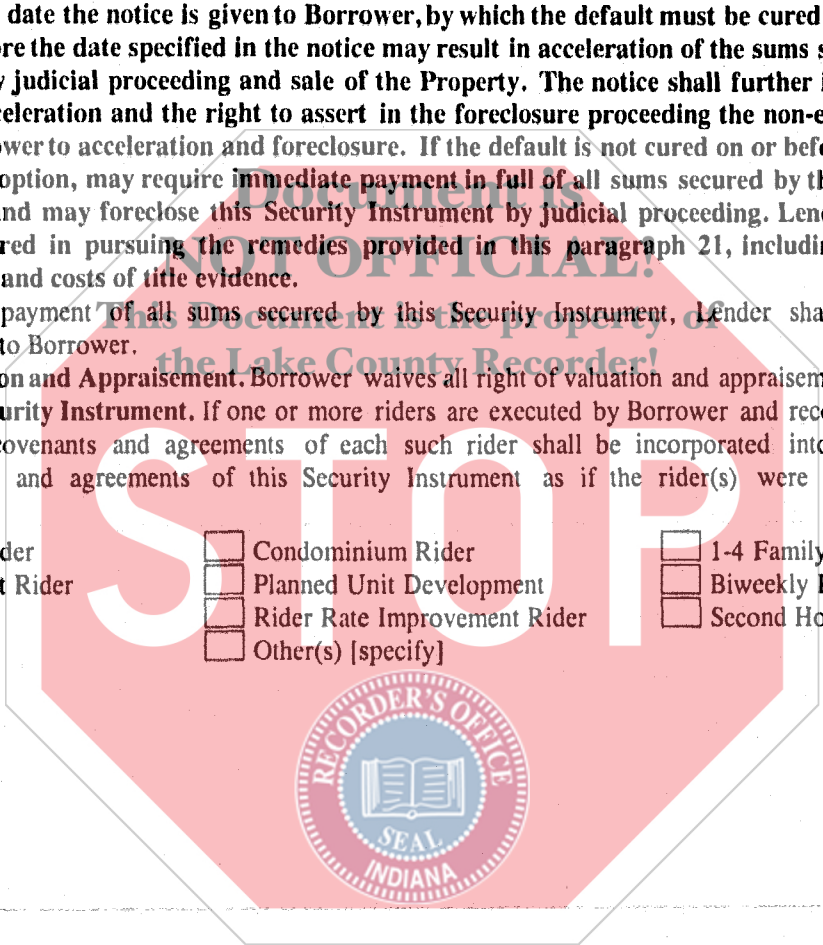 date the notice is given to Borrower, by which the default must be cured
re the date specified in the notice may result in acceleration of the sums s
y judicial proceeding and sale of the Property. The notice shall further i
celeration and the right to assert in the foreclosure proceeding the non-e
ower to acceleration and foreclosure. If the default is not cured on or befo
option, may require immediate payment in full of all sums secured by th
nd may foreclose this Security Instrument by judicial proceeding. Lend
red in pursuing the remedies provided in this paragraph 21, includin
and costs of title evidence.
payment of all sums secured by this Security Instrument, Lender sha
to Borrower.
on and Appraisement. Borrower waives all right of valuation and appraisem
urity Instrument. If one or more riders are executed by Borrower and reco
ovenants and agreements of each such rider shall be incorporated into
and agreements of this Security Instrument as if the rider(s) were
der
Condominium Rider
1-4 Family
t Rider
Planned Unit Development
Biweekly P
Rider Rate Improvement Rider
Second Ho
Other(s) [specify]
Document is
NOT OFFICIAL!
This Document is the property of
the Lake County Recorder!
STOP
RECORDER'S OFFICE
SEAL
INDIANA